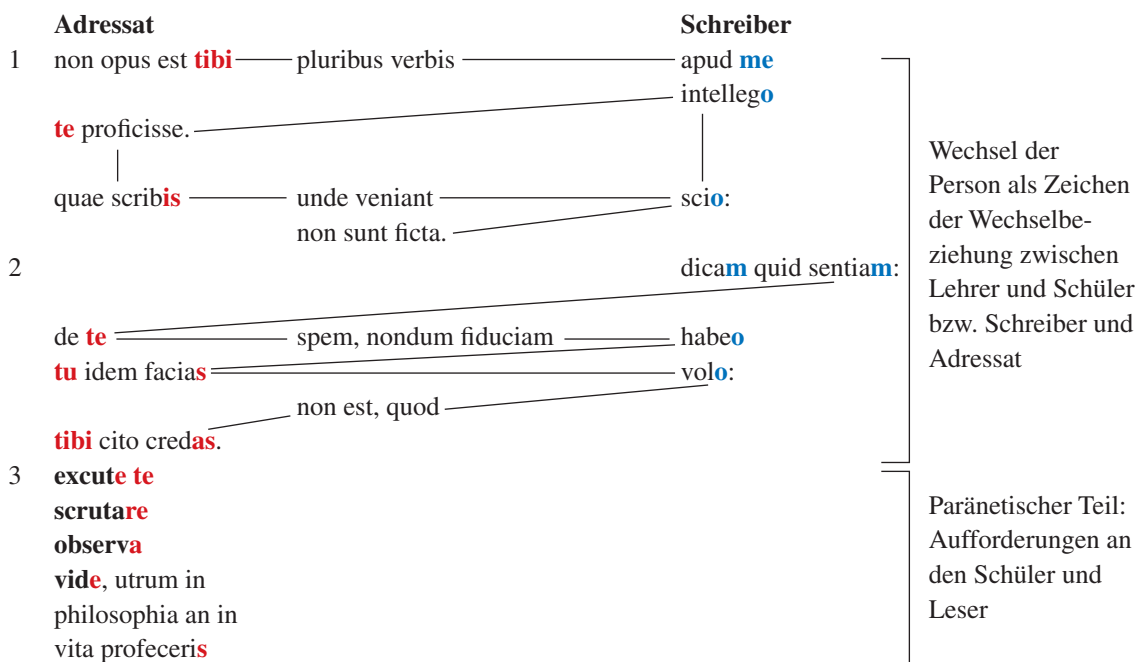 Adressat Schreiber
1 non opus est tibi pluribus verbis apud me
intellego
te proficisse.
quae scribis unde veniant scio:
non sunt ficta.
2 dicam quid sentiam:
de te spem, nondum fiduciam habeo
tu idem facias volo:
non est, quod
tibi cito credas.
3 excute te
scrutare
observa
vide, utrum in
philosophia an in
vita profeceris
Wechsel der
Person als Zeichen
der Wechselbe-
ziehung zwischen
Lehrer und Schüler
bzw. Schreiber und
Adressat
Paränetischer Teil:
Aufforderungen an
den Schüler und
Leser